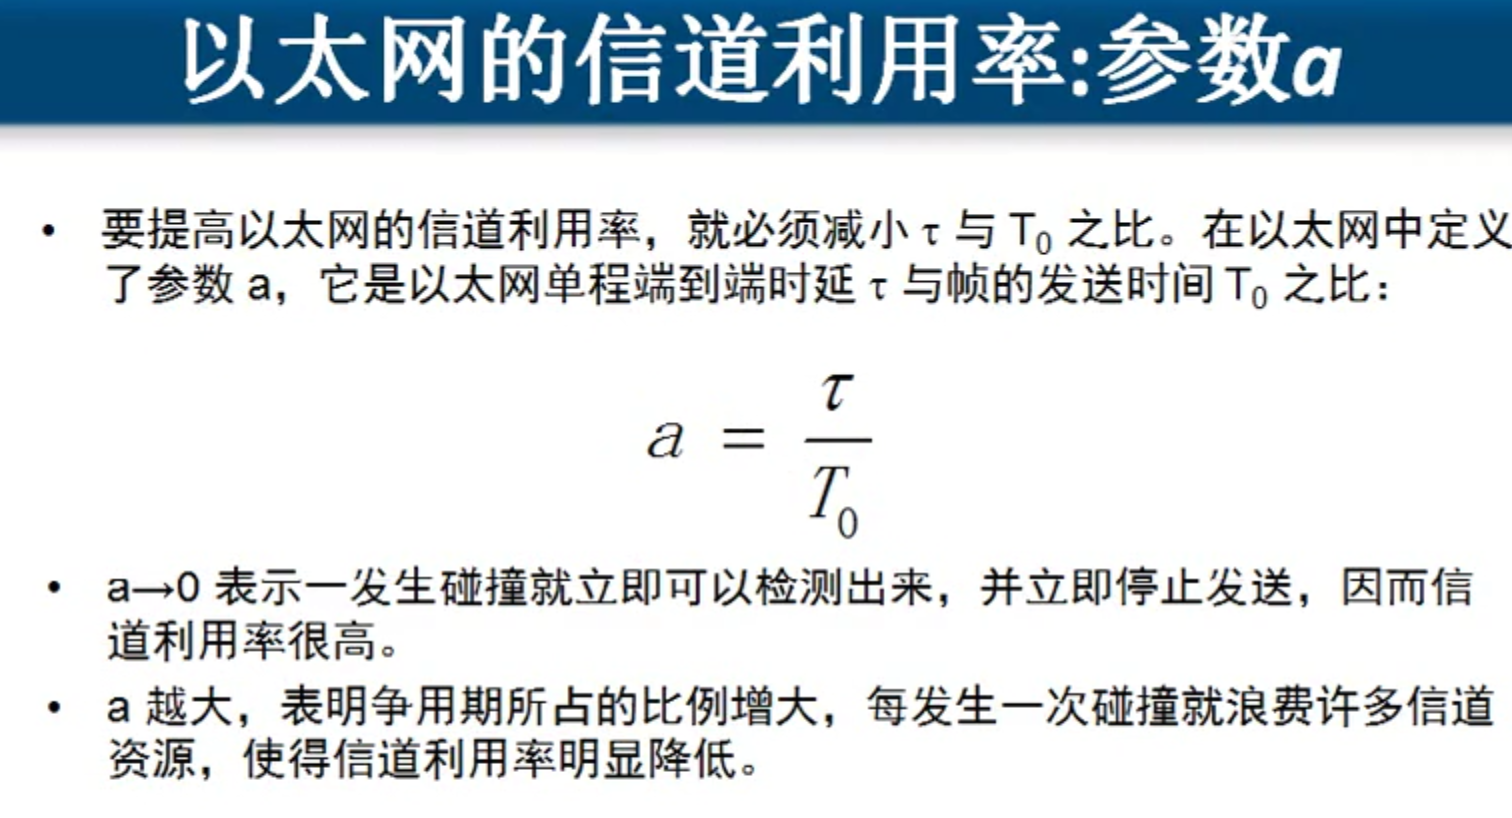 以太网的信道利用率:参数a
• 要提高以太网的信道利用率，就必须减小 τ 与 T₀ 之比。在以太网中定义
了参数 a，它是以太网单程端到端时延 τ 与帧的发送时间 T₀ 之比：
a = τ/T₀
• a→0 表示一发生碰撞就立即可以检测出来，并立即停止发送，因而信
道利用率很高。
• a 越大，表明争用期所占的比例增大，每发生一次碰撞就浪费许多信道
资源，使得信道利用率明显降低。